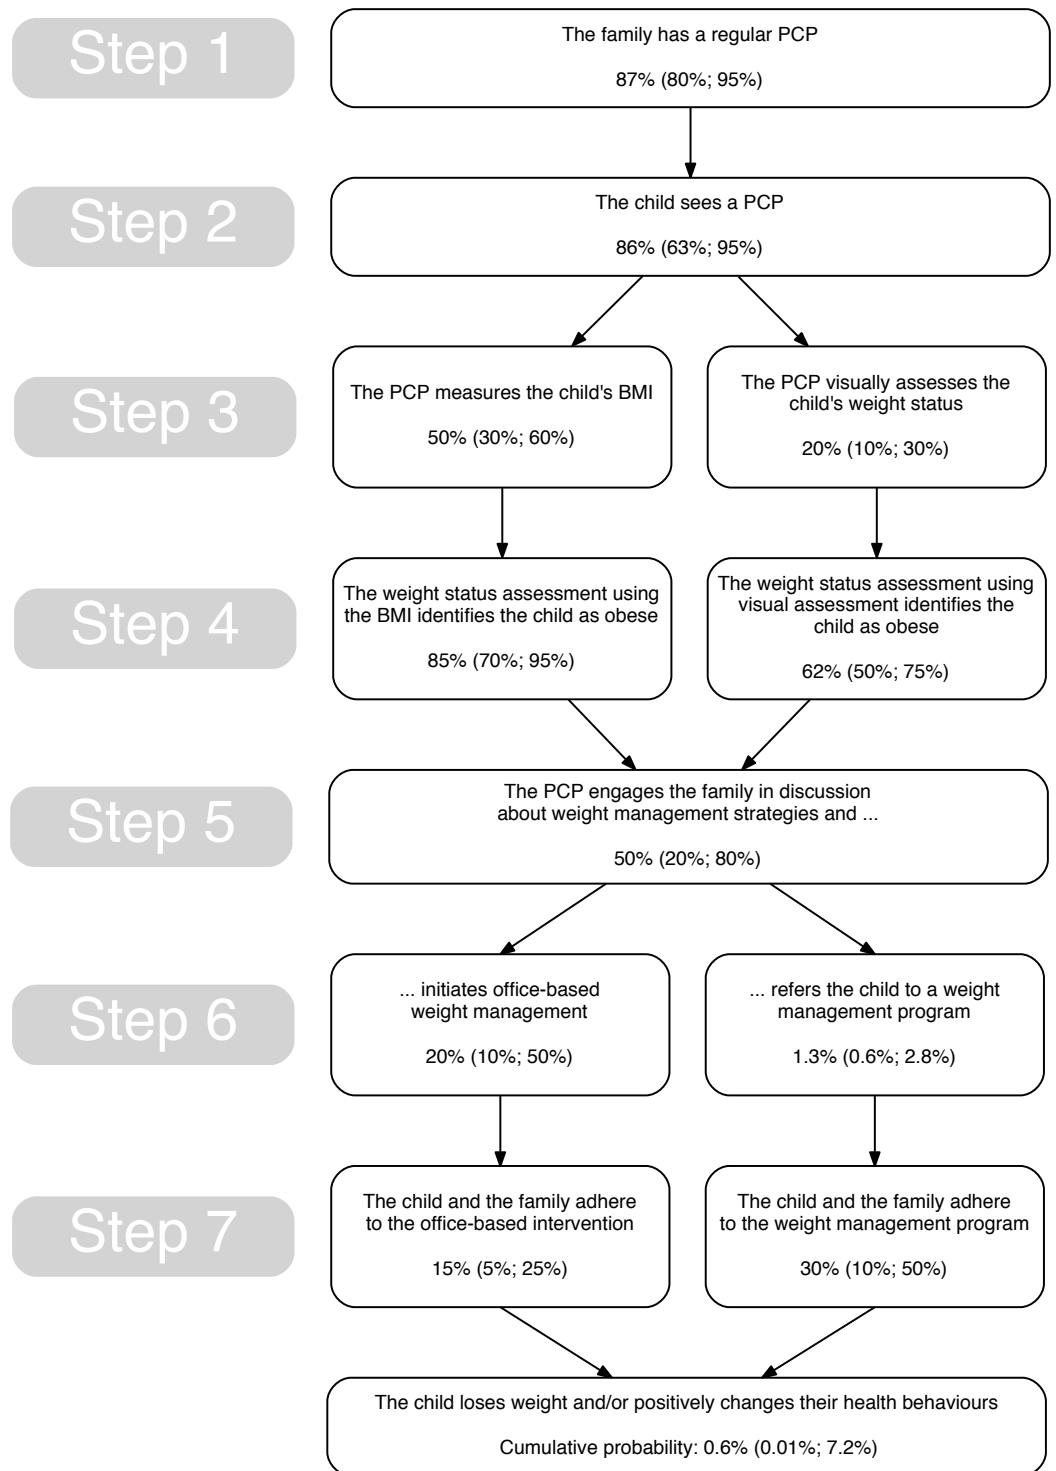 Step 1
The family has a regular PCP
87% (80%; 95%)
Step 2
The child sees a PCP
86% (63%; 95%)
Step 3
The PCP measures the child's BMI
50% (30%; 60%)
The PCP visually assesses the
child's weight status
20% (10%; 30%)
Step 4
The weight status assessment using
the BMI identifies the child as obese
85% (70%; 95%)
The weight status assessment using
visual assessment identifies the
child as obese
62% (50%; 75%)
Step 5
The PCP engages the family in discussion
about weight management strategies and ...
50% (20%; 80%)
Step 6
... initiates office-based
weight management
20% (10%; 50%)
... refers the child to a weight
management program
1.3% (0.6%; 2.8%)
Step 7
The child and the family adhere
to the office-based intervention
15% (5%; 25%)
The child and the family adhere
to the weight management program
30% (10%; 50%)
The child loses weight and/or positively changes their health behaviours
Cumulative probability: 0.6% (0.01%; 7.2%)